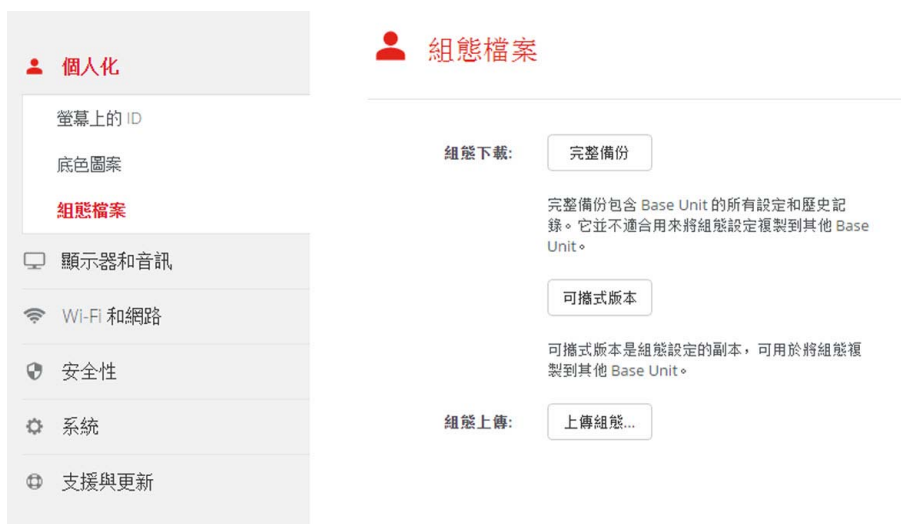 個人化
螢幕上的 ID
底色圖案
組態檔案
顯示器和音訊
Wi-Fi 和網路
安全性
系統
支援與更新
組態檔案
組態下載:
完整備份
完整備份包含 Base Unit 的所有設定和歷史記
錄。它並不適合用來將組態設定複製到其他 Base
Unit。
可攜式版本
可攜式版本是組態設定的副本，可用於將組態複
製到其他 Base Unit。
組態上傳:
上傳組態...